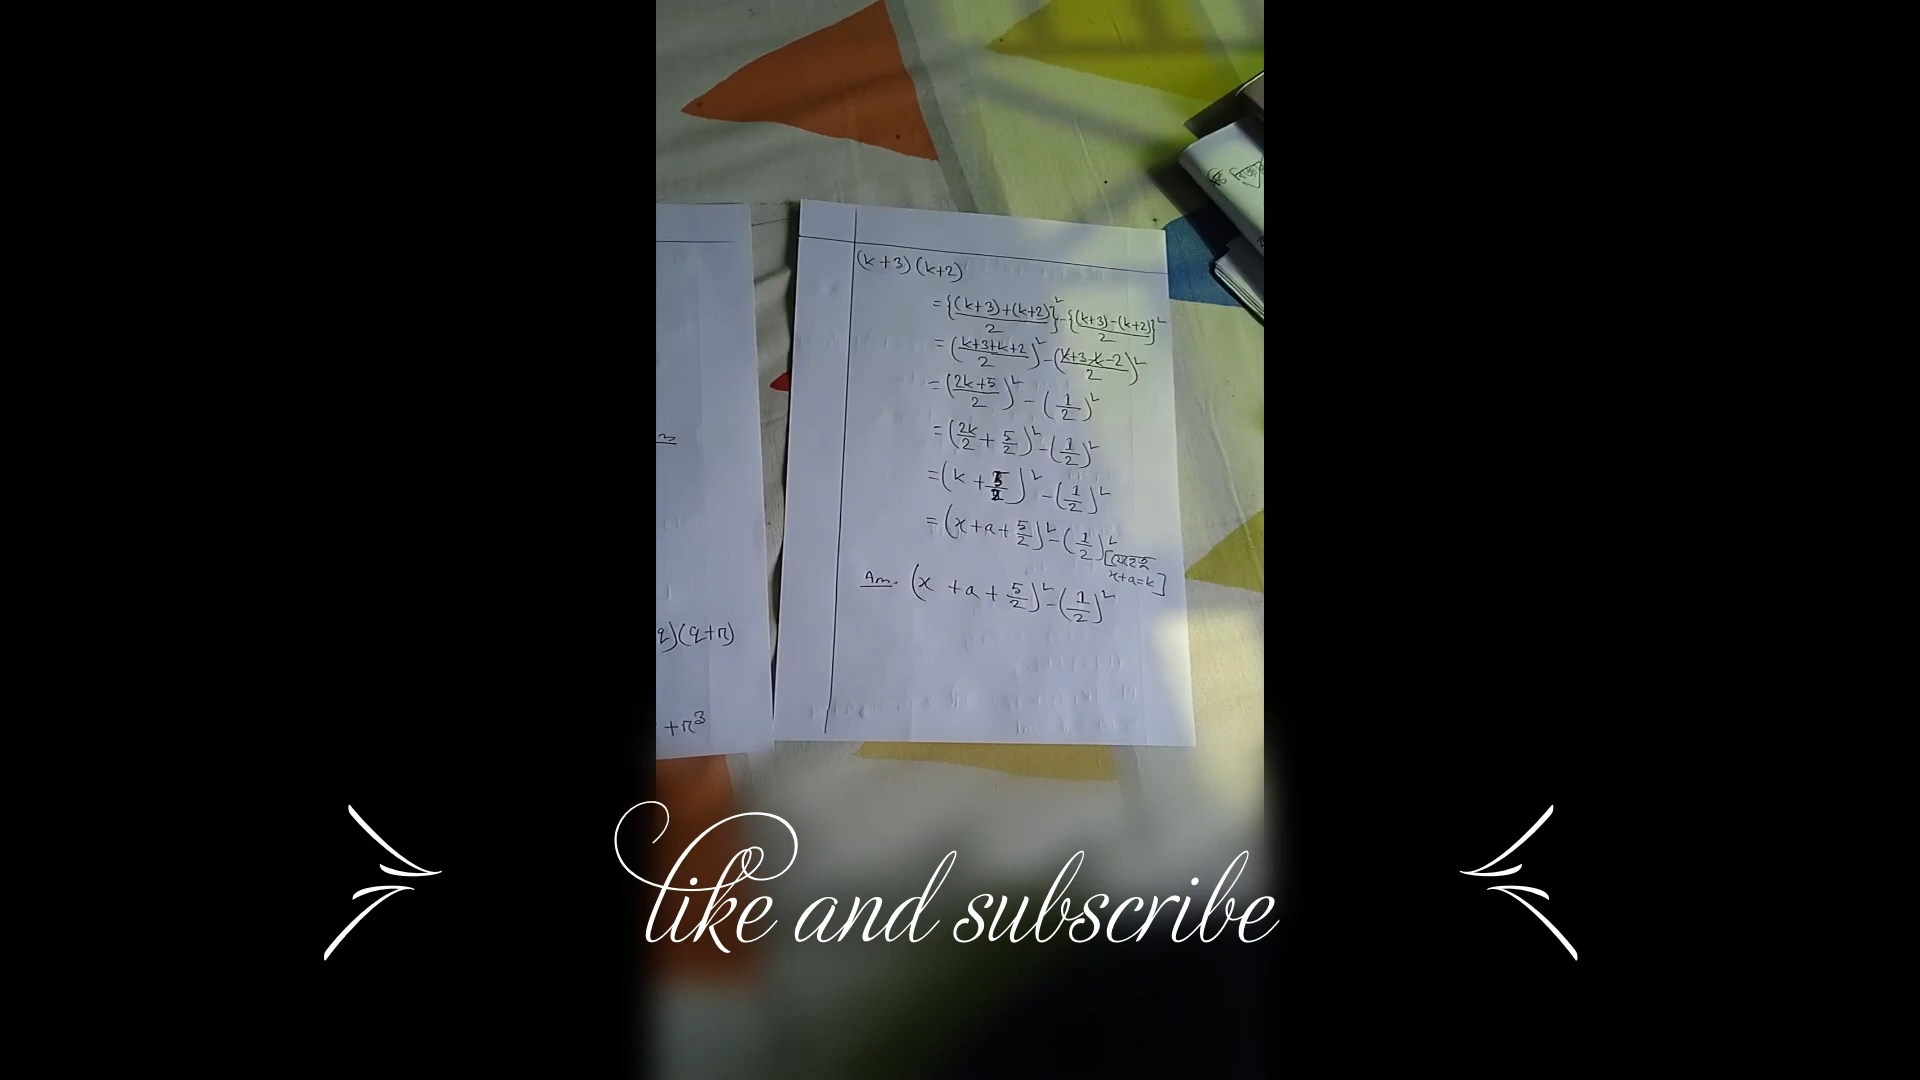 (k+3)(k+2)
= {(k+3)+(k+2)/2}² - {(k+3)-(k+2)/2}²
= (k+3+k+2/2)² - (k+3-k-2/2)²
= (2k+5/2)² - (1/2)²
= (2k/2 + 5/2)² - (1/2)²
= (k + 5/2)² - (1/2)²
= (x+a+5/2)² - (1/2)² [যেহেতু
x+a=k]
Ans. (x +a+ 5/2)² - (1/2)²
q)(q+r)
+r³
like and subscribe